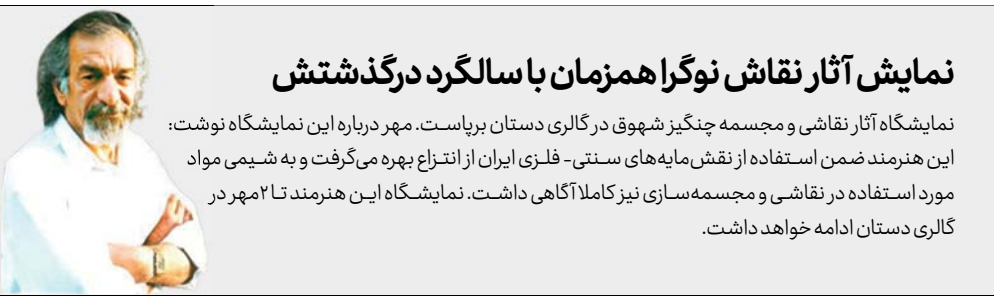 نمایش آثار نقاش نوگرا همزمان با سالگرد درگذشتش
نمایشگاه آثار نقاشی و مجسمه چنگیز شهوق در گالری دستان برپاست. مهر درباره این نمایشگاه نوشت:
این هنرمند ضمن استفاده از نقش‌مایه‌های سنتی- فلزی ایران از انتزاع بهره می‌گرفت و به شیمی مواد
مورد استفاده در نقاشی و مجسمه‌سازی نیز کاملا آگاهی داشت. نمایشگاه این هنرمند تا ۲ مهر در
گالری دستان ادامه خواهد داشت.